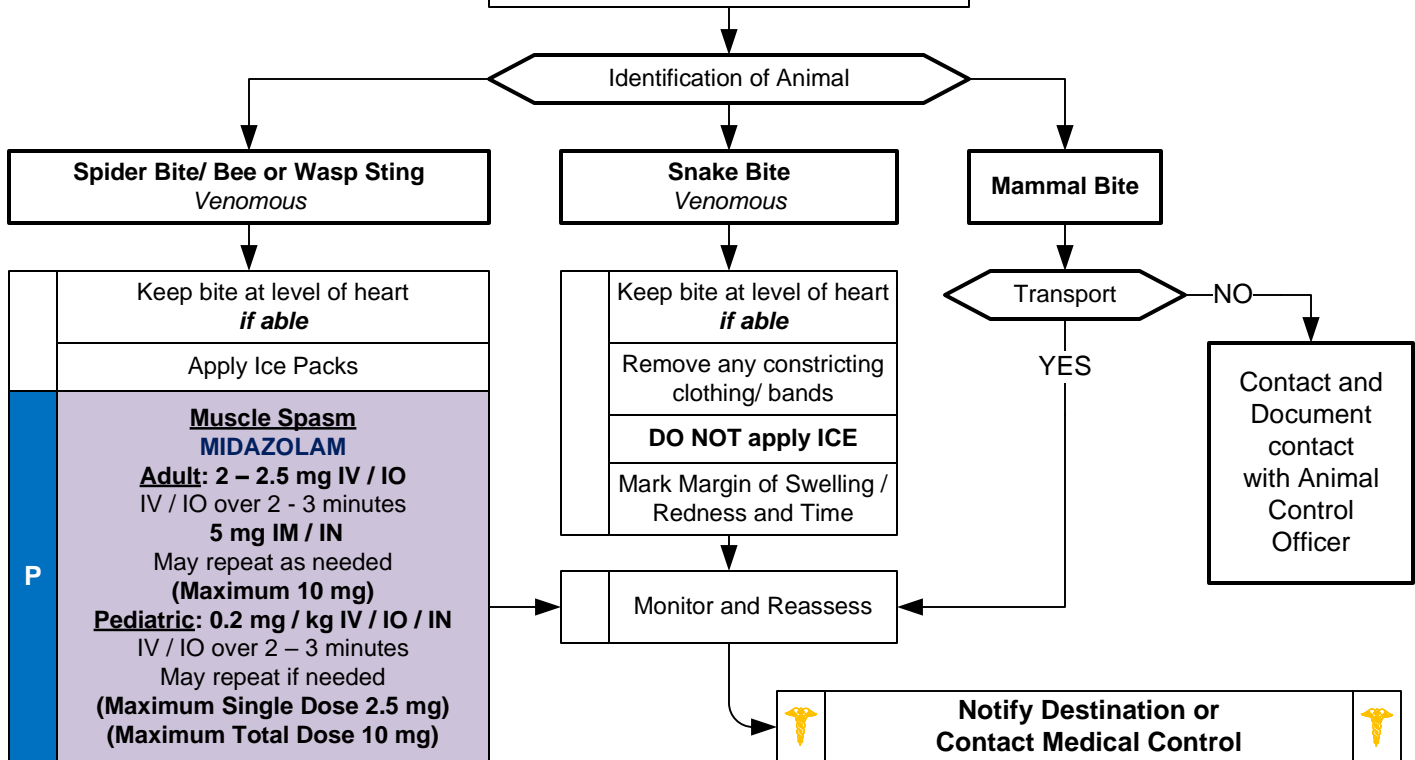 Identification of Animal
Spider Bite/ Bee or Wasp Sting
Venomous
Snake Bite
Venomous
Mammal Bite
Keep bite at level of heart
if able
Apply Ice Packs
P
Muscle Spasm
MIDAZOLAM
Adult: 2 – 2.5 mg IV / IO
IV / IO over 2 - 3 minutes
5 mg IM / IN
May repeat as needed
(Maximum 10 mg)
Pediatric: 0.2 mg / kg IV / IO / IN
IV / IO over 2 – 3 minutes
May repeat if needed
(Maximum Single Dose 2.5 mg)
(Maximum Total Dose 10 mg)
Keep bite at level of heart
if able
Remove any constricting
clothing/ bands
DO NOT apply ICE
Mark Margin of Swelling /
Redness and Time
Transport
NO
YES
Contact and
Document
contact
with Animal
Control
Officer
Monitor and Reassess
Notify Destination or
Contact Medical Control